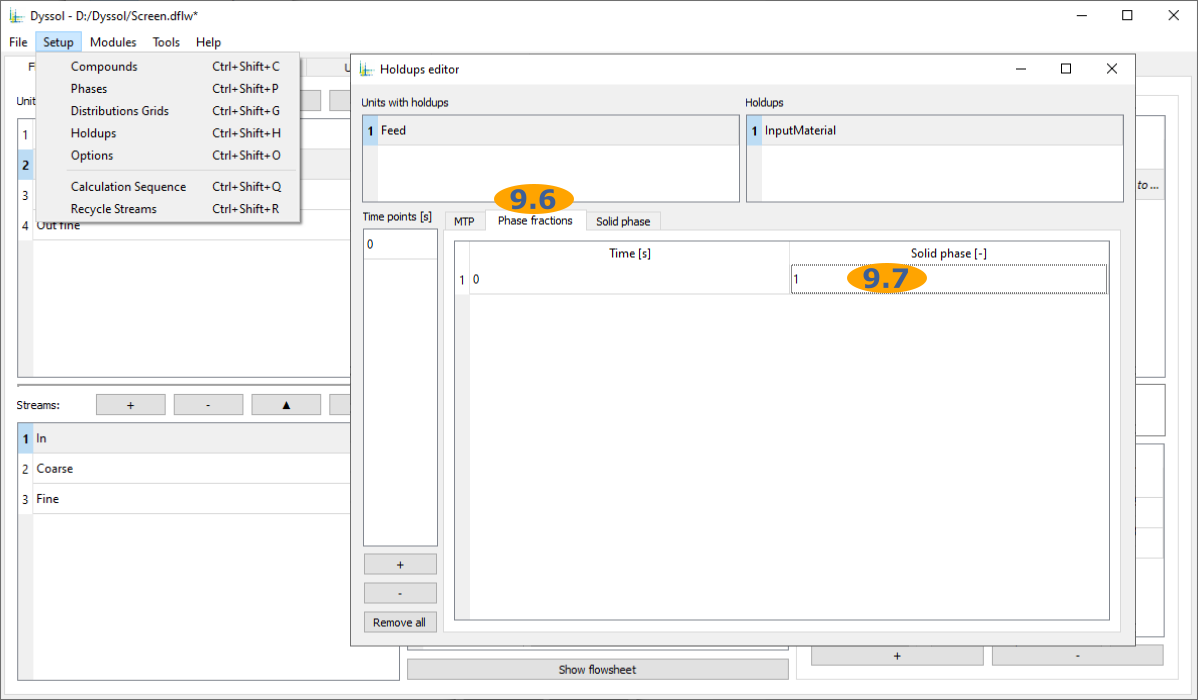 Dyssol - D:/Dyssol/Screen.dflw*
File Setup Modules Tools Help
Compounds Ctrl+Shift+C
Phases Ctrl+Shift+P
Distributions Grids Ctrl+Shift+G
Holdups Ctrl+Shift+H
Options Ctrl+Shift+O
Calculation Sequence Ctrl+Shift+Q
Recycle Streams Ctrl+Shift+R
1
2
3
4 Out fine
Streams: + - ▲
1 In
2 Coarse
3 Fine
Holdups editor
Units with holdups Holdups
1 Feed
1 InputMaterial
9.6
Time points [s] MTP Phase fractions Solid phase
0
Time [s] Solid phase [-]
1 0 1 9.7
+
-
Remove all
to ...
Show flowsheet + -